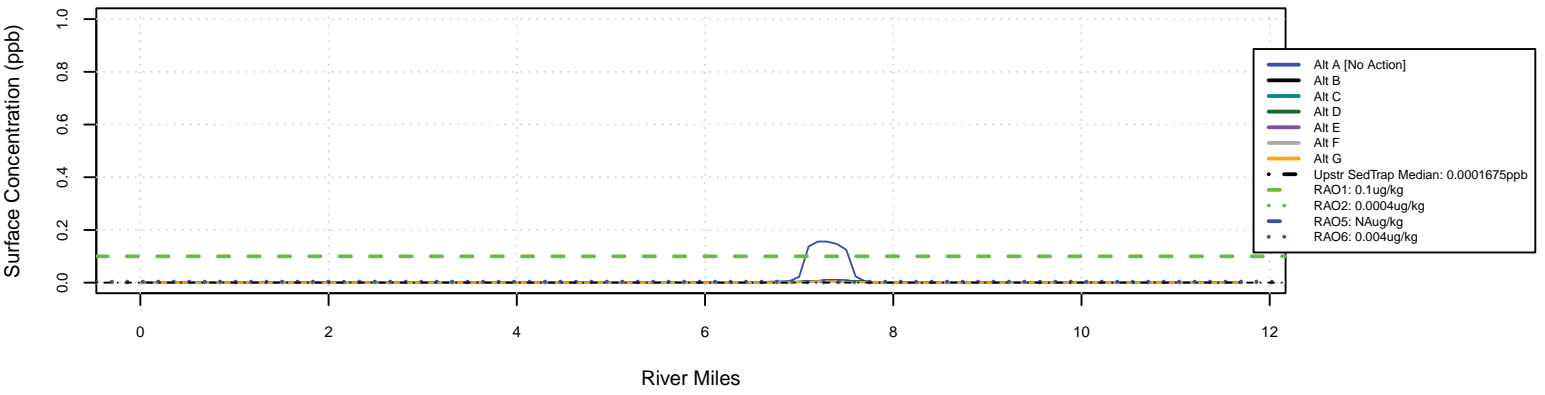 Surface Concentration (ppb)
1.0
0.8
0.6
0.4
0.2
0.0
0 2 4 6 8 10 12
River Miles
Alt A [No Action]
Alt B
Alt C
Alt D
Alt E
Alt F
Alt G
Upstr SedTrap Median: 0.0001675ppb
RAO1: 0.1ug/kg
RAO2: 0.0004ug/kg
RAO5: NAug/kg
RAO6: 0.004ug/kg